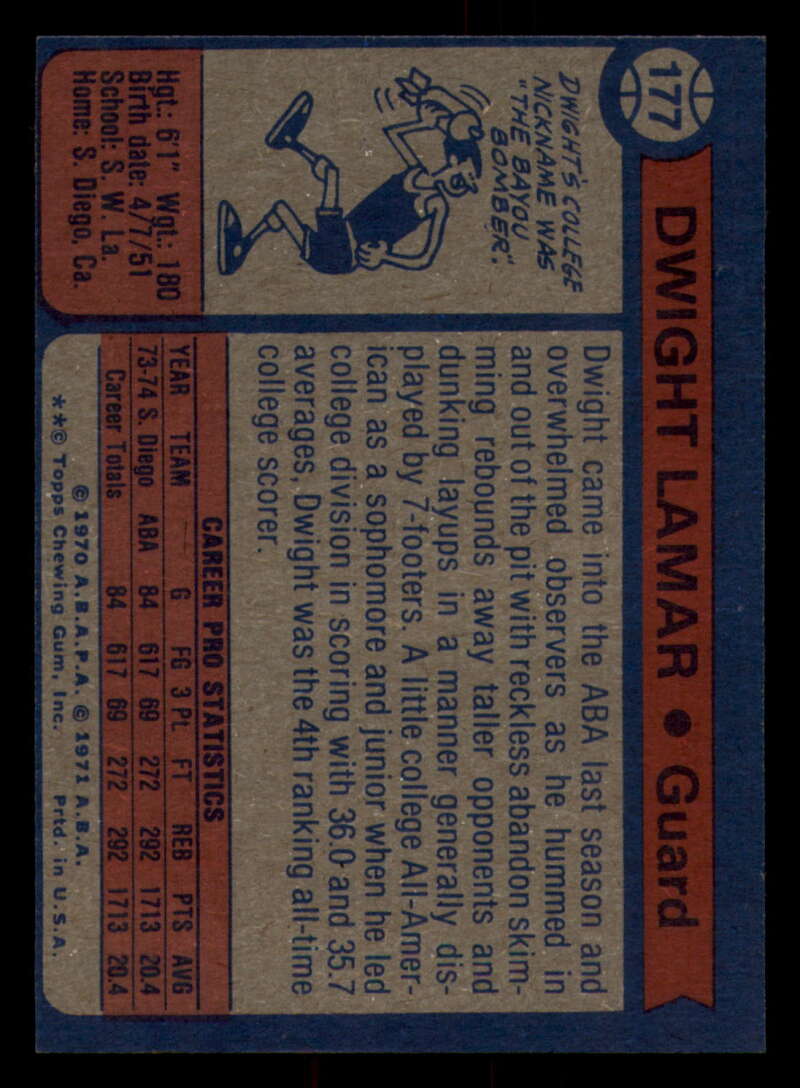 177
DWIGHT LAMAR • Guard
DWIGHT'S COLLEGE
NICKNAME WAS
"THE BAYOU
BOMBER".
Hgt.: 6'1" Wgt.: 180
Birth date: 4/7/51
School: S. W. La.
Home: S. Diego, Ca.
Dwight came into the ABA last season and
overwhelmed observers as he hummed in
and out of the pit with reckless abandon skim-
ming rebounds away taller opponents and
dunking layups in a manner generally dis-
played by 7-footers. A little college All-Amer-
ican as a sophomore and junior when he led
college division in scoring with 36.0 and 35.7
averages, Dwight was the 4th ranking all-time
college scorer.
CAREER PRO STATISTICS
YEAR TEAM G FG 3 Pt FT REB PTS AVG
73-74 S. Diego ABA 84 617 69 272 292 1713 20.4
Career Totals 84 617 69 272 292 1713 20.4
© 1970 A.B.A.P.A. © 1971 A.B.A.
**© Topps Chewing Gum, Inc. Prtd. in U.S.A.